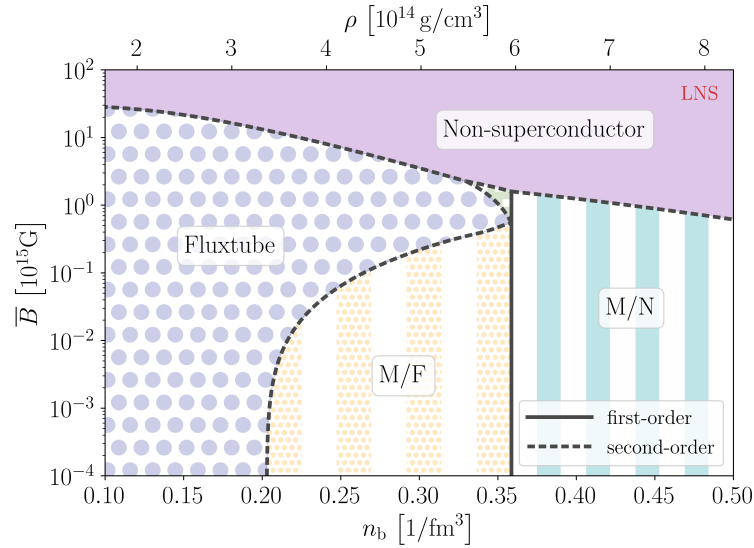 ρ [10¹⁴ g/cm³]
2 3 4 5 6 7 8
10²
LNS
Non-superconductor
10¹
10⁰
Fluxtube
B̅ [10¹⁵G]
10⁻¹
M/N
10⁻²
M/F
10⁻³
first-order
second-order
10⁻⁴
0.10 0.15 0.20 0.25 0.30 0.35 0.40 0.45 0.50
n_b [1/fm³]